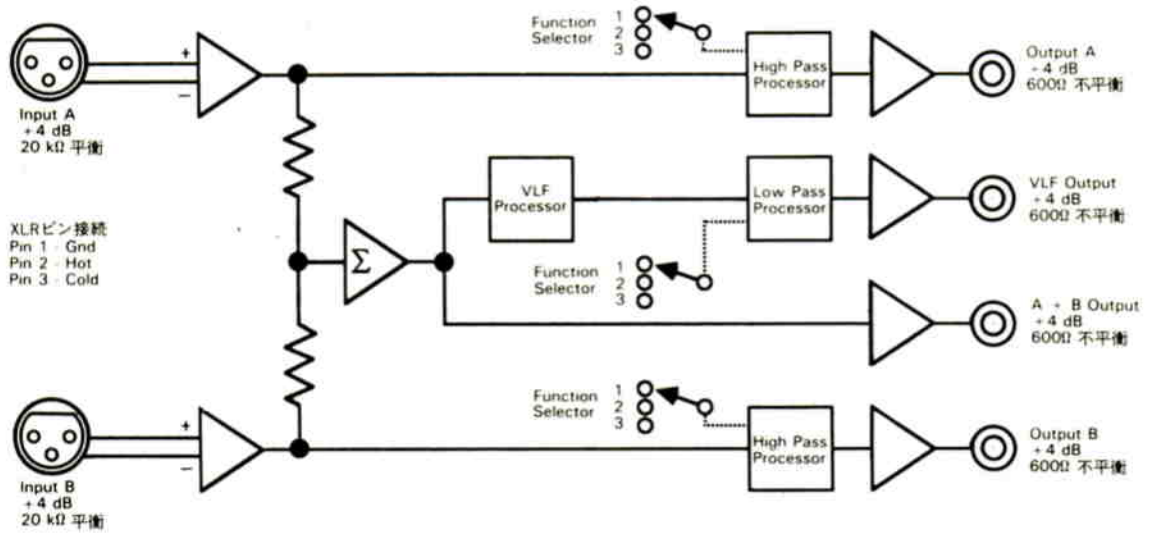 Function
Selector
1
2
3
+
−
High Pass
Processor
Output A
+4 dB
600Ω 不平衡
Input A
+4 dB
20 kΩ 平衡
VLF
Processor
Low Pass
Processor
VLF Output
+4 dB
600Ω 不平衡
XLRピン接続
Pin 1 · Gnd
Pin 2 · Hot
Pin 3 · Cold
Σ
Function
Selector
1
2
3
A + B Output
+4 dB
600Ω 不平衡
Function
Selector
1
2
3
+
−
High Pass
Processor
Output B
+4 dB
600Ω 不平衡
Input B
+4 dB
20 kΩ 平衡